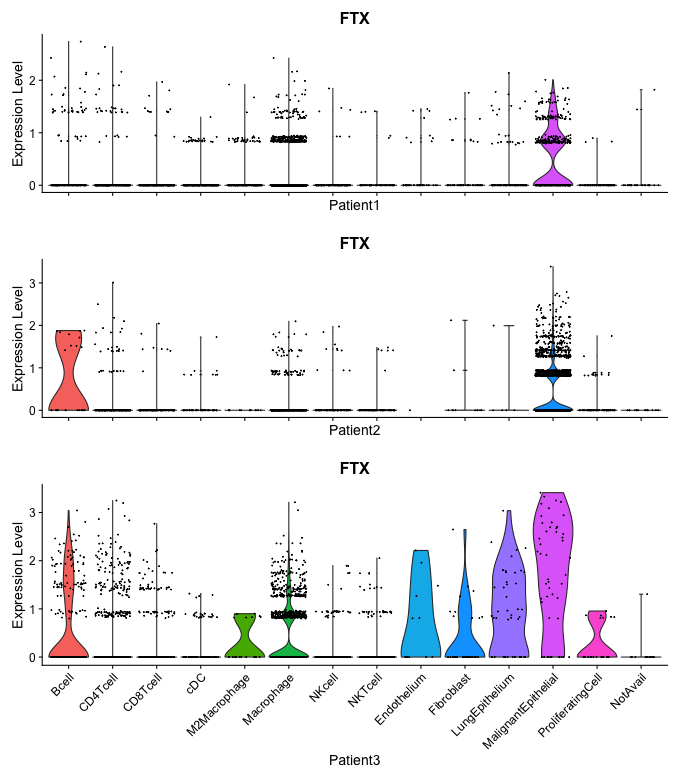 FTX
Expression Level
2
1
0
Patient1
FTX
Expression Level
3
2
1
0
Patient2
FTX
Expression Level
3
2
1
0
Bcell
CD4Tcell
CD8Tcell
cDC
M2Macrophage
Macrophage
NKcell
NKTcell
Endothelium
Fibroblast
LungEpithelium
MalignantEpithelial
ProliferatingCell
NotAvail
Patient3